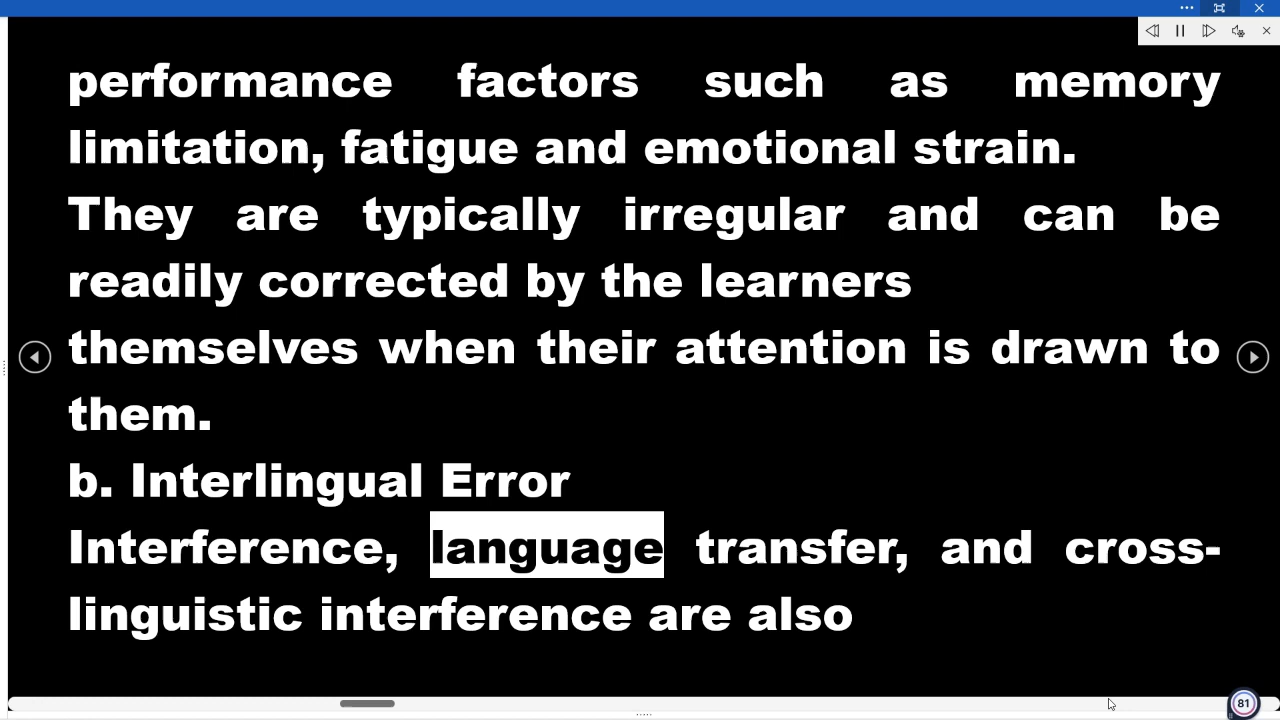 performance factors such as memory
limitation, fatigue and emotional strain.
They are typically irregular and can be
readily corrected by the learners
themselves when their attention is drawn to
them.
b. Interlingual Error
Interference, language transfer, and cross-
linguistic interference are also
81